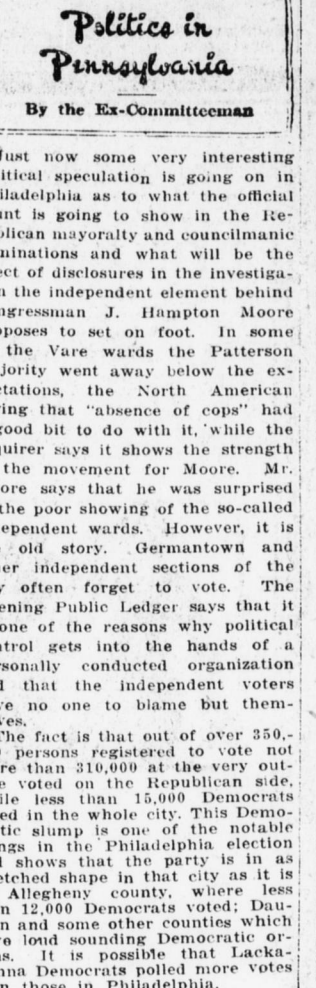 Politics in
Pennsylvania
By the Ex-Committeeman
Just now some very interesting
itical speculation is going on in
iladelphia as to what the official
unt is going to show in the Re-
blican mayoralty and councilmanic
minations and what will be the
ect of disclosures in the investiga-
n the independent element behind
ngressman J. Hampton Moore
poses to set on foot. In some
the Vare wards the Patterson
jority went away below the ex-
tations, the North American
ing that "absence of cops" had
good bit to do with it, while the
quirer says it shows the strength
the movement for Moore. Mr.
ore says that he was surprised
the poor showing of the so-called
ependent wards. However, it is
old story. Germantown and
er independent sections of the
y often forget to vote. The
ening Public Ledger says that it
one of the reasons why political
ntrol gets into the hands of a
rsonally conducted organization
d that the independent voters
ve no one to blame but them-
ves.
The fact is that out of over 350,-
0 persons registered to vote not
re than 310,000 at the very out-
e voted on the Republican side,
ile less than 15,000 Democrats
ed in the whole city. This Demo-
tic slump is one of the notable
ngs in the Philadelphia election
d shows that the party is in as
etched shape in that city as it is
Allegheny county, where less
n 12,000 Democrats voted; Dau-
n and some other counties which
ve loud sounding Democratic or-
s. It is possible that Lacka-
nna Democrats polled more votes
n those in Philadelphia.